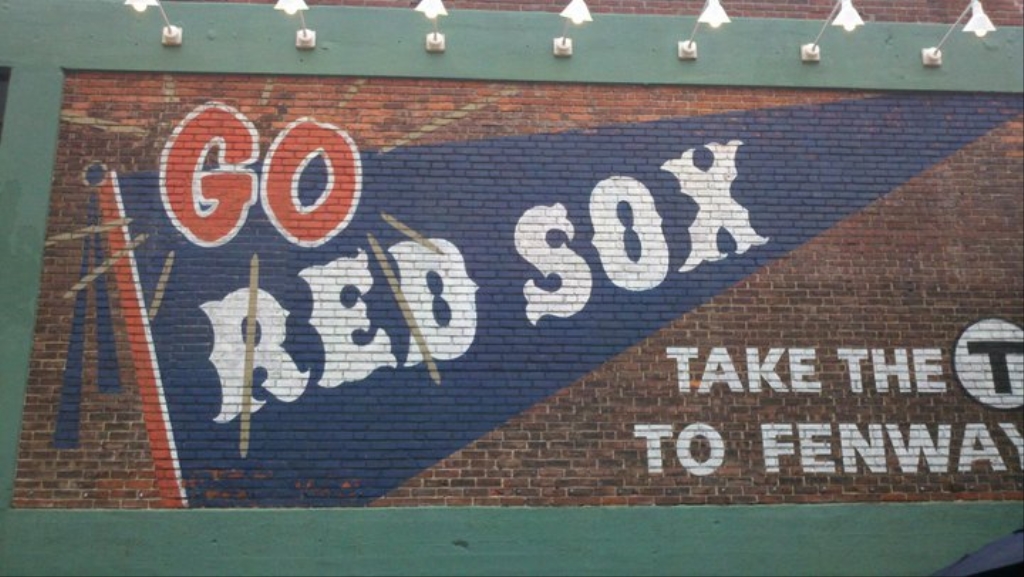 GO
RED SOX
TAKE THE T
TO FENWAY